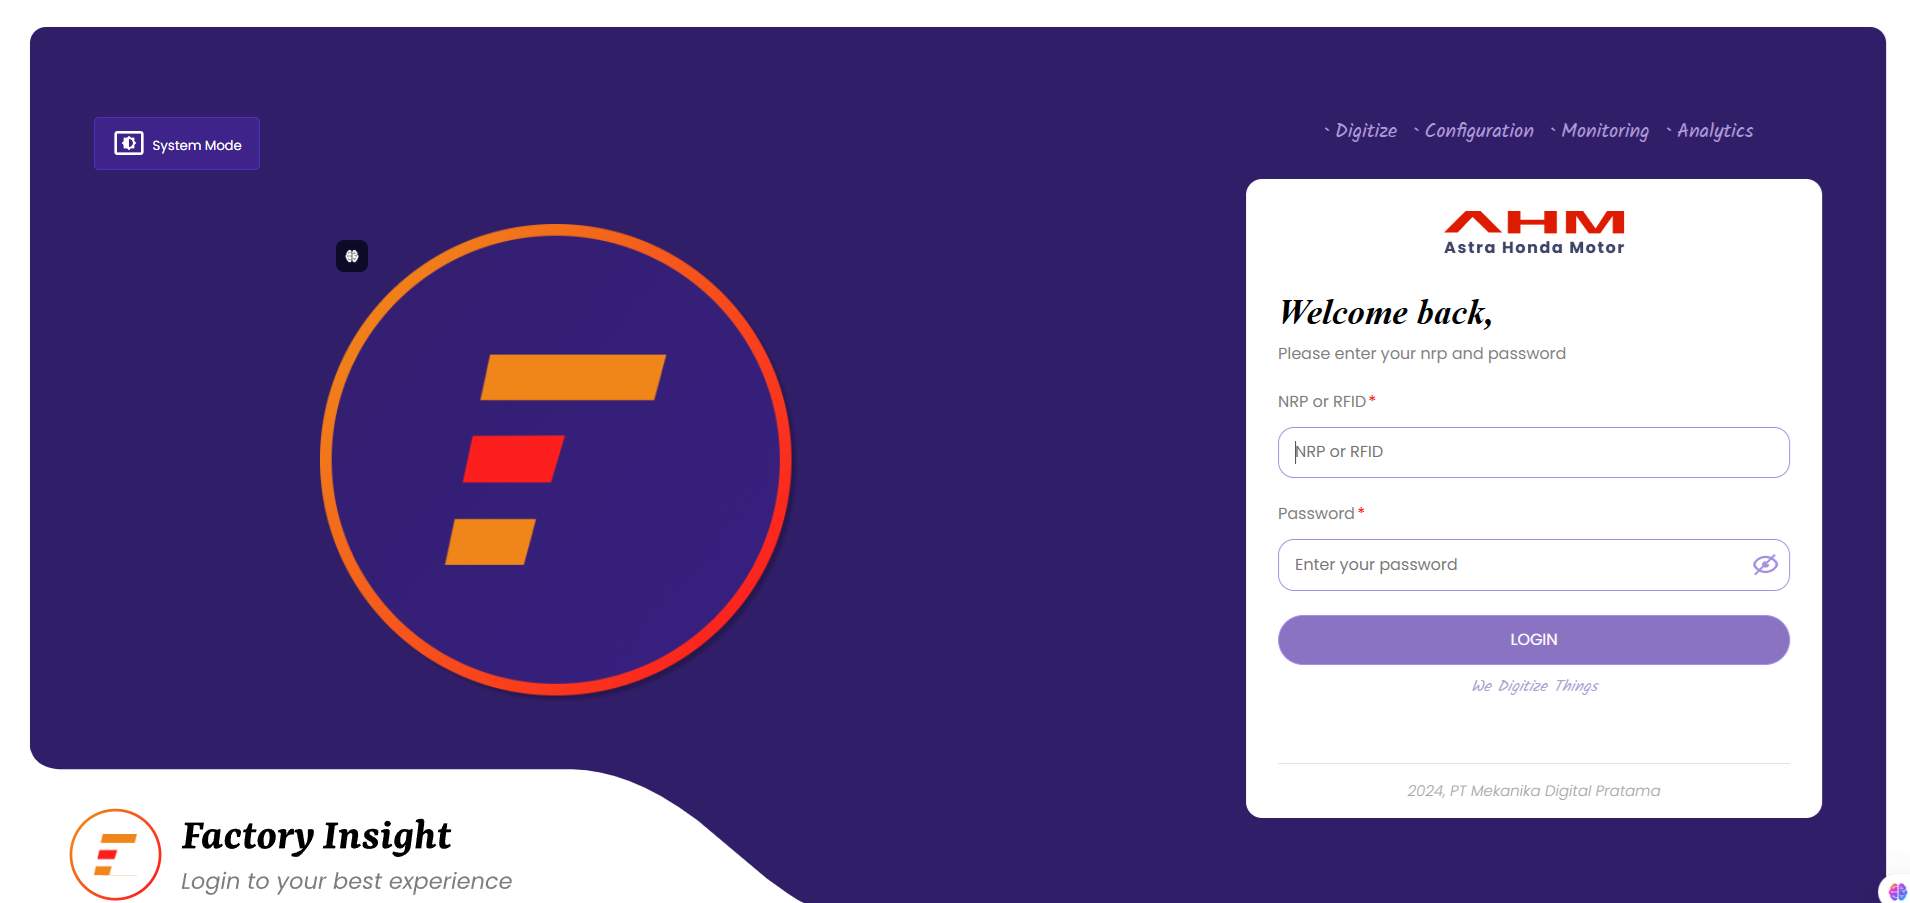 System Mode
` Digitize ` Configuration ` Monitoring ` Analytics
AHM
Astra Honda Motor
Welcome back,
Please enter your nrp and password
NRP or RFID*
NRP or RFID
Password*
Enter your password
LOGIN
We Digitize Things
2024, PT Mekanika Digital Pratama
Factory Insight
Login to your best experience